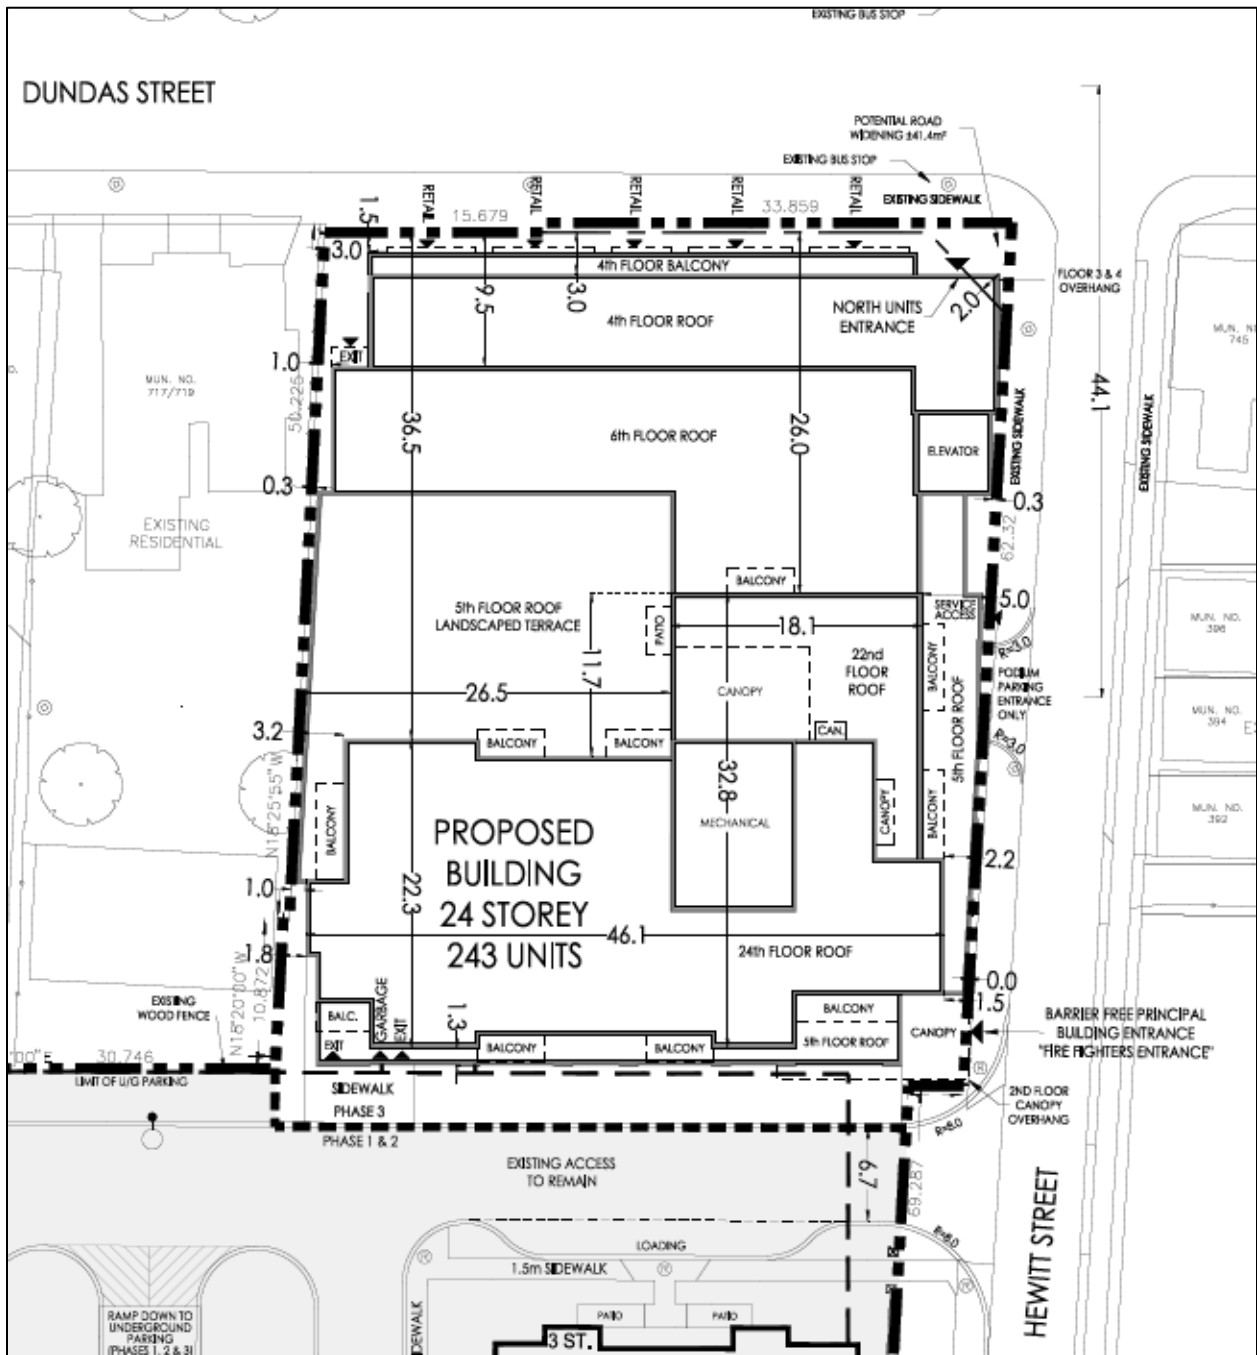 EXISTING BUS STOP
DUNDAS STREET
POTENTIAL ROAD
WIDENING ±41.4m²
EXISTING BUS STOP
EXISTING SIDEWALK
RETAIL
RETAIL
RETAIL
RETAIL
RETAIL
1.5
15.679
33.859
3.0
4th FLOOR BALCONY
FLOOR 3 & 4
OVERHANG
9.5
3.0
4th FLOOR ROOF
NORTH UNITS
ENTRANCE
2.0
EXIT
1.0
MUN. NO.
717/719
50.225
44.1
745
36.5
26.0
6th FLOOR ROOF
ELEVATOR
EXISTING SIDEWALK
EXISTING SIDEWALK
0.3
0.3
62.32
EXISTING
RESIDENTIAL
BALCONY
5th FLOOR ROOF
LANDSCAPED TERRACE
PATIO
18.1
SERVICE
ACCESS
5.0
MUN. NO.
396
R=3.0
11.7
22nd
FLOOR
ROOF
BALCONY
PODIUM
PARKING
ENTRANCE
ONLY
26.5
CANOPY
5th FLOOR ROOF
MUN. NO.
394
3.2
BALCONY
BALCONY
CAN.
R=3.0
N18°25'55"W
BALCONY
32.8
MECHANICAL
CANOPY
BALCONY
MUN. NO.
392
PROPOSED
BUILDING
24 STOREY
243 UNITS
22.3
2.2
1.0
46.1
24th FLOOR ROOF
1.8
N18°20'00"W
10.872
0.0
1.5
EXISTING
WOOD FENCE
BALC.
EXIT
GARBAGE
EXIT
1.3
BALCONY
BALCONY
BALCONY
5th FLOOR ROOF
CANOPY
BARRIER FREE PRINCIPAL
BUILDING ENTRANCE
"FIRE FIGHTERS ENTRANCE"
30.746
LIMIT OF U/G PARKING
SIDEWALK
PHASE 3
2ND FLOOR
CANOPY
OVERHANG
PHASE 1 & 2
EXISTING ACCESS
TO REMAIN
6.7
69.287
HEWITT STREET
LOADING
1.5m SIDEWALK
PATIO
PATIO
RAMP DOWN TO
UNDERGROUND
PARKING
(PHASES 1, 2 & 3)
3 ST.